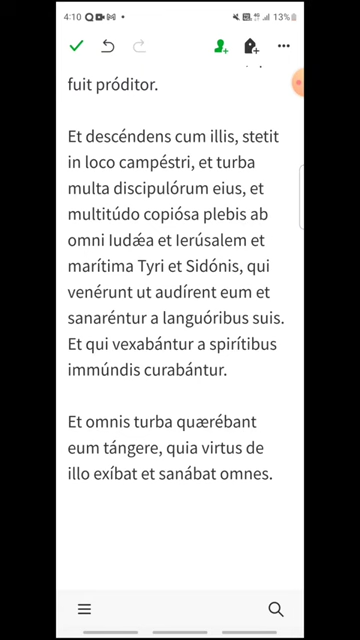 4:10
13%
fuit próditor.
Et descéndens cum illis, stetit
in loco campéstri, et turba
multa discipulórum eius, et
multitúdo copiósa plebis ab
omni Iudǽa et Ierúsalem et
marítima Tyri et Sidónis, qui
venérunt ut audírent eum et
sanaréntur a languóribus suis.
Et qui vexabántur a spirítibus
immúndis curabántur.
Et omnis turba quærébant
eum tángere, quia virtus de
illo exíbat et sanábat omnes.